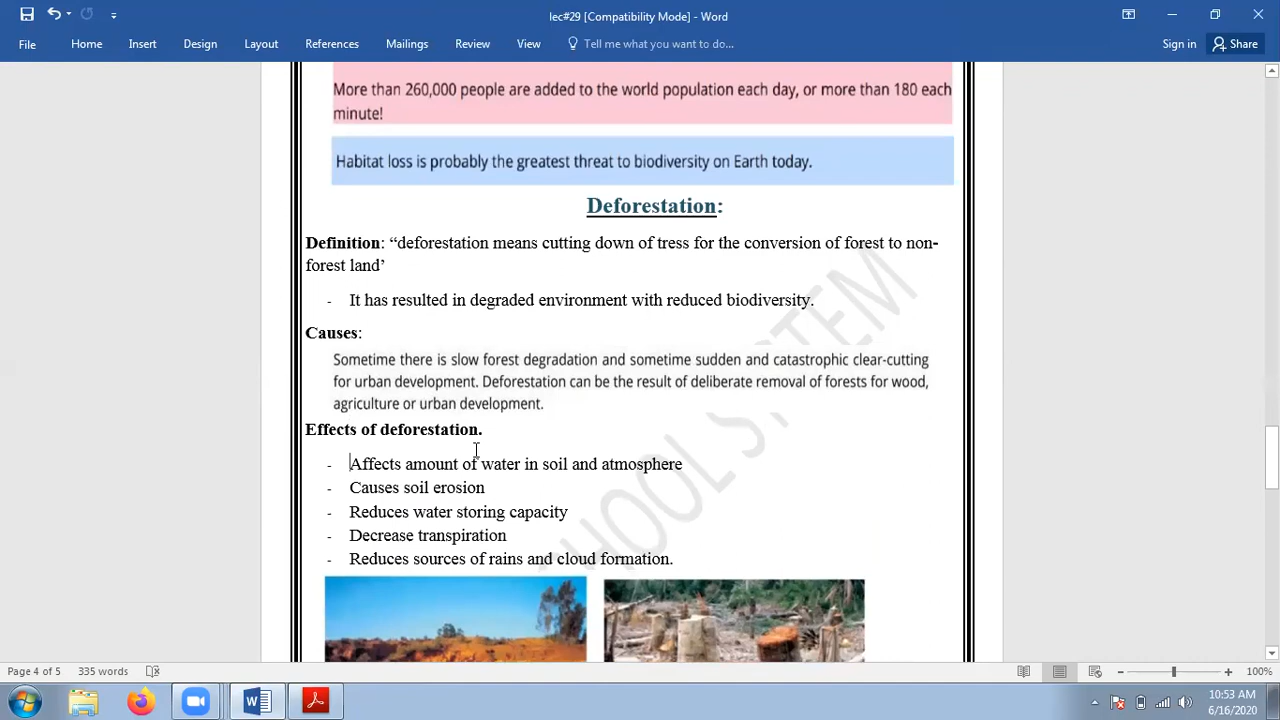 lec#29 [Compatibility Mode] - Word
File Home Insert Design Layout References Mailings Review View Tell me what you want to do... Sign in Share
More than 260,000 people are added to the world population each day, or more than 180 each
minute!
Habitat loss is probably the greatest threat to biodiversity on Earth today.
Deforestation:
Definition: “deforestation means cutting down of tress for the conversion of forest to non-
forest land’
- It has resulted in degraded environment with reduced biodiversity.
Causes:
Sometime there is slow forest degradation and sometime sudden and catastrophic clear-cutting
for urban development. Deforestation can be the result of deliberate removal of forests for wood,
agriculture or urban development.
Effects of deforestation.
- Affects amount of water in soil and atmosphere
- Causes soil erosion
- Reduces water storing capacity
- Decrease transpiration
- Reduces sources of rains and cloud formation.
HOOL SYSTEM
Page 4 of 5 335 words 100%
10:53 AM
6/16/2020